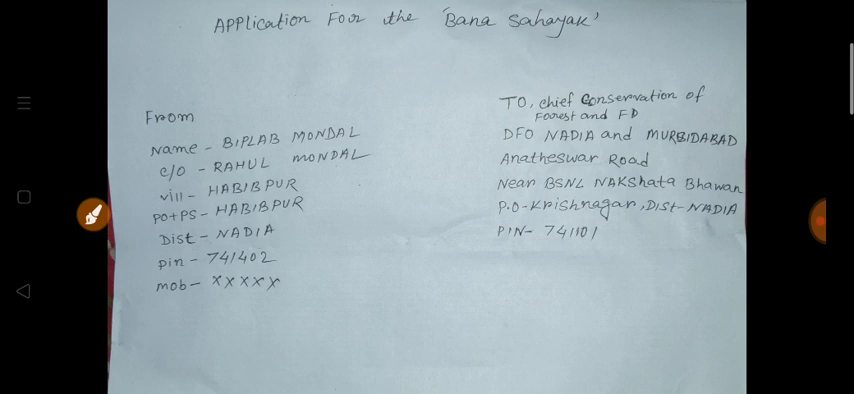 Application Foor the 'Bana Sahayak'
From
Name - BIPLAB MONDAL
c/o - RAHUL MONDAL
vill - HABIBPUR
PO+PS - HABIBPUR
Dist - NADIA
pin - 741402
mob - XXXXX
TO, chief Conservation of
Forest and FD
DFO NADIA and MURSIDABAD
Anatheswar Road
Near BSNL NAKshata Bhawan
P.O - Krishnagar, DIST - NADIA
PIN - 741101